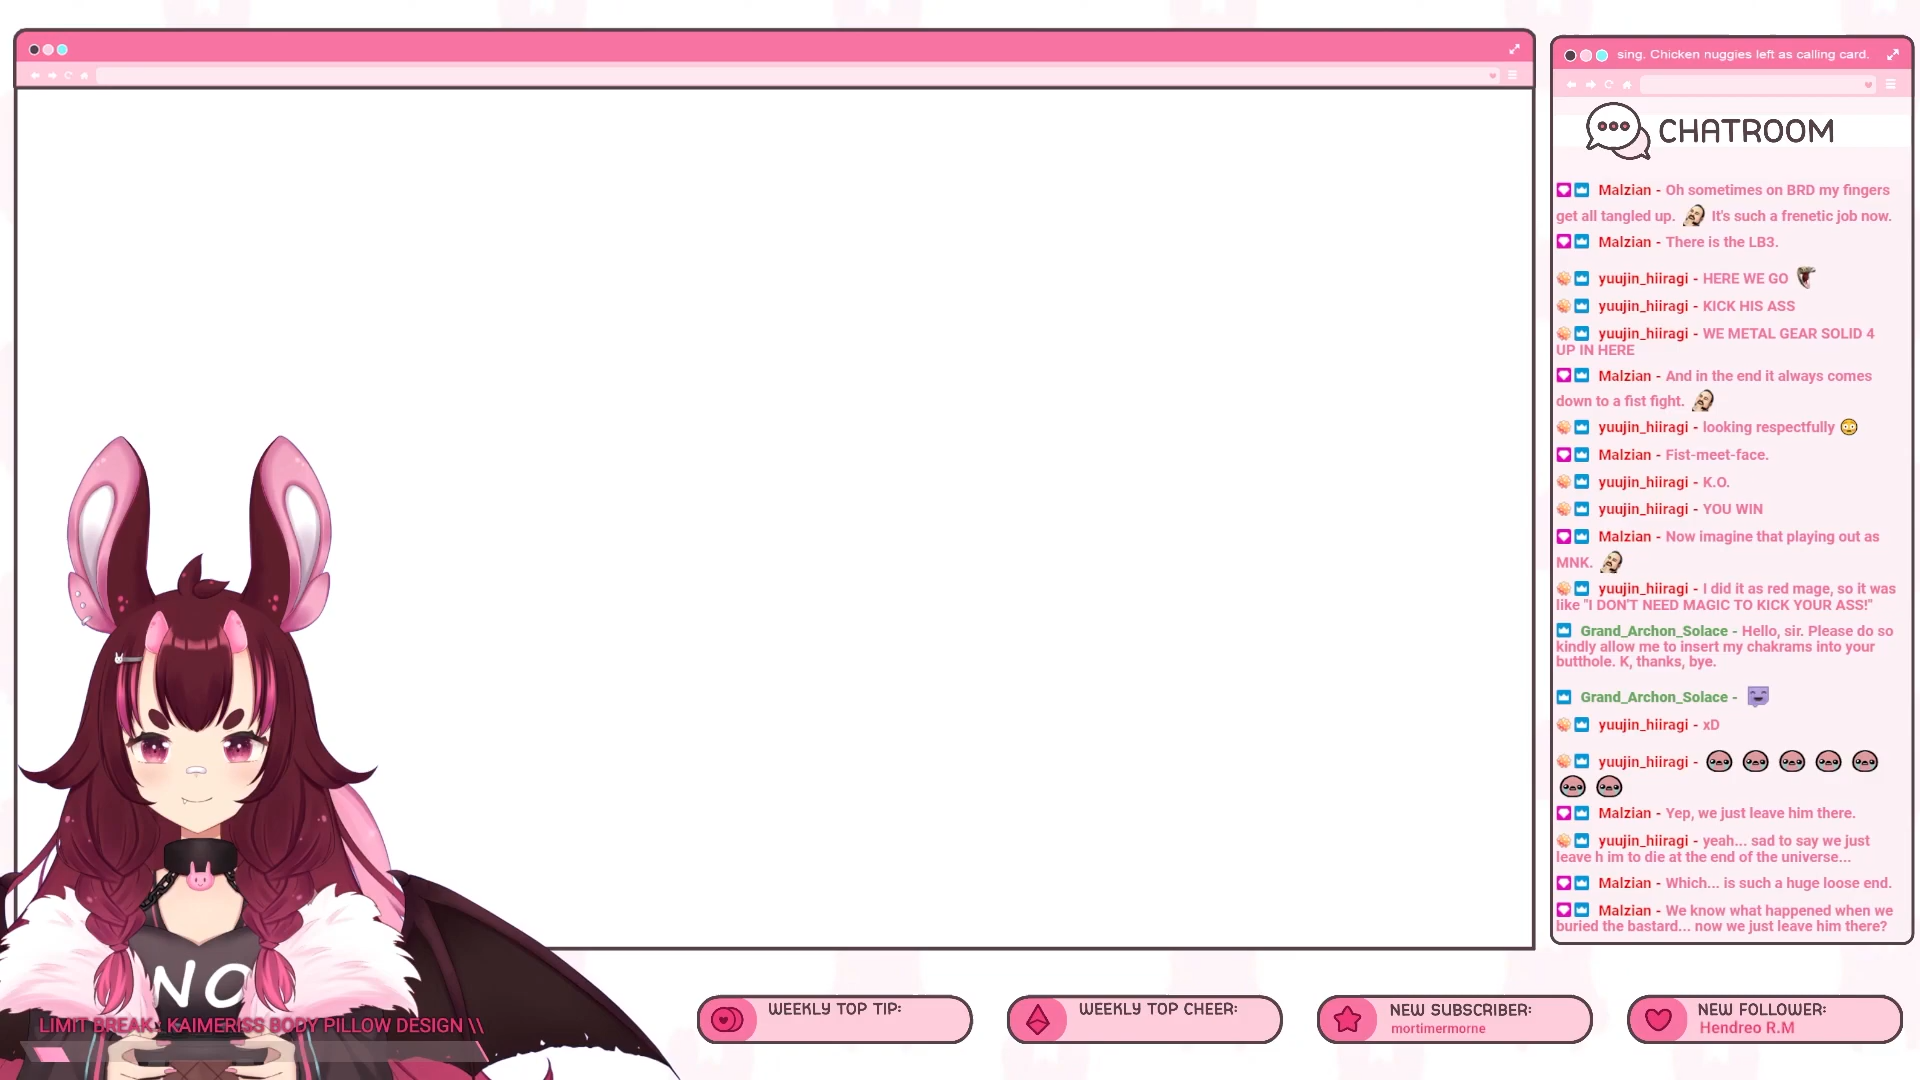 sing. Chicken nuggies left as calling card.
CHATROOM
Malzian - Oh sometimes on BRD my fingers
get all tangled up. It's such a frenetic job now.
Malzian - There is the LB3.
yuujin_hiiragi - HERE WE GO
yuujin_hiiragi - KICK HIS ASS
yuujin_hiiragi - WE METAL GEAR SOLID 4
UP IN HERE
Malzian - And in the end it always comes
down to a fist fight.
yuujin_hiiragi - looking respectfully
Malzian - Fist-meet-face.
yuujin_hiiragi - K.O.
yuujin_hiiragi - YOU WIN
Malzian - Now imagine that playing out as
MNK.
yuujin_hiiragi - I did it as red mage, so it was
like "I DON'T NEED MAGIC TO KICK YOUR ASS!"
Grand_Archon_Solace - Hello, sir. Please do so
kindly allow me to insert my chakrams into your
butthole. K, thanks, bye.
Grand_Archon_Solace -
yuujin_hiiragi - xD
yuujin_hiiragi -
Malzian - Yep, we just leave him there.
yuujin_hiiragi - yeah... sad to say we just
leave h im to die at the end of the universe...
Malzian - Which... is such a huge loose end.
Malzian - We know what happened when we
buried the bastard... now we just leave him there?
NO
LIMIT BREAK: KAIMERISS BODY PILLOW DESIGN \\
WEEKLY TOP TIP:
WEEKLY TOP CHEER:
NEW SUBSCRIBER:
mortimermorne
NEW FOLLOWER:
Hendreo R.M